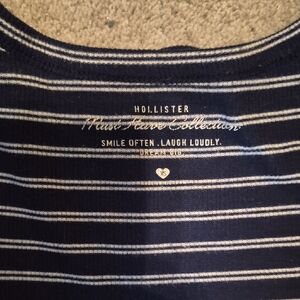 HOLLISTER
Must Have Collection
SMILE OFTEN. LAUGH LOUDLY.
DREAM BIG.